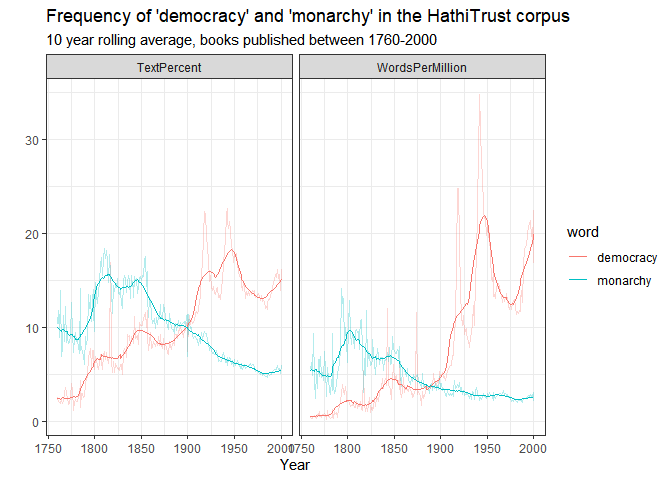 Frequency of 'democracy' and 'monarchy' in the HathiTrust corpus
10 year rolling average, books published between 1760-2000
TextPercent
WordsPerMillion
30
20
10
0
1750
1800
1850
1900
1950
2000
1750
1800
1850
1900
1950
2000
Year
word
democracy
monarchy